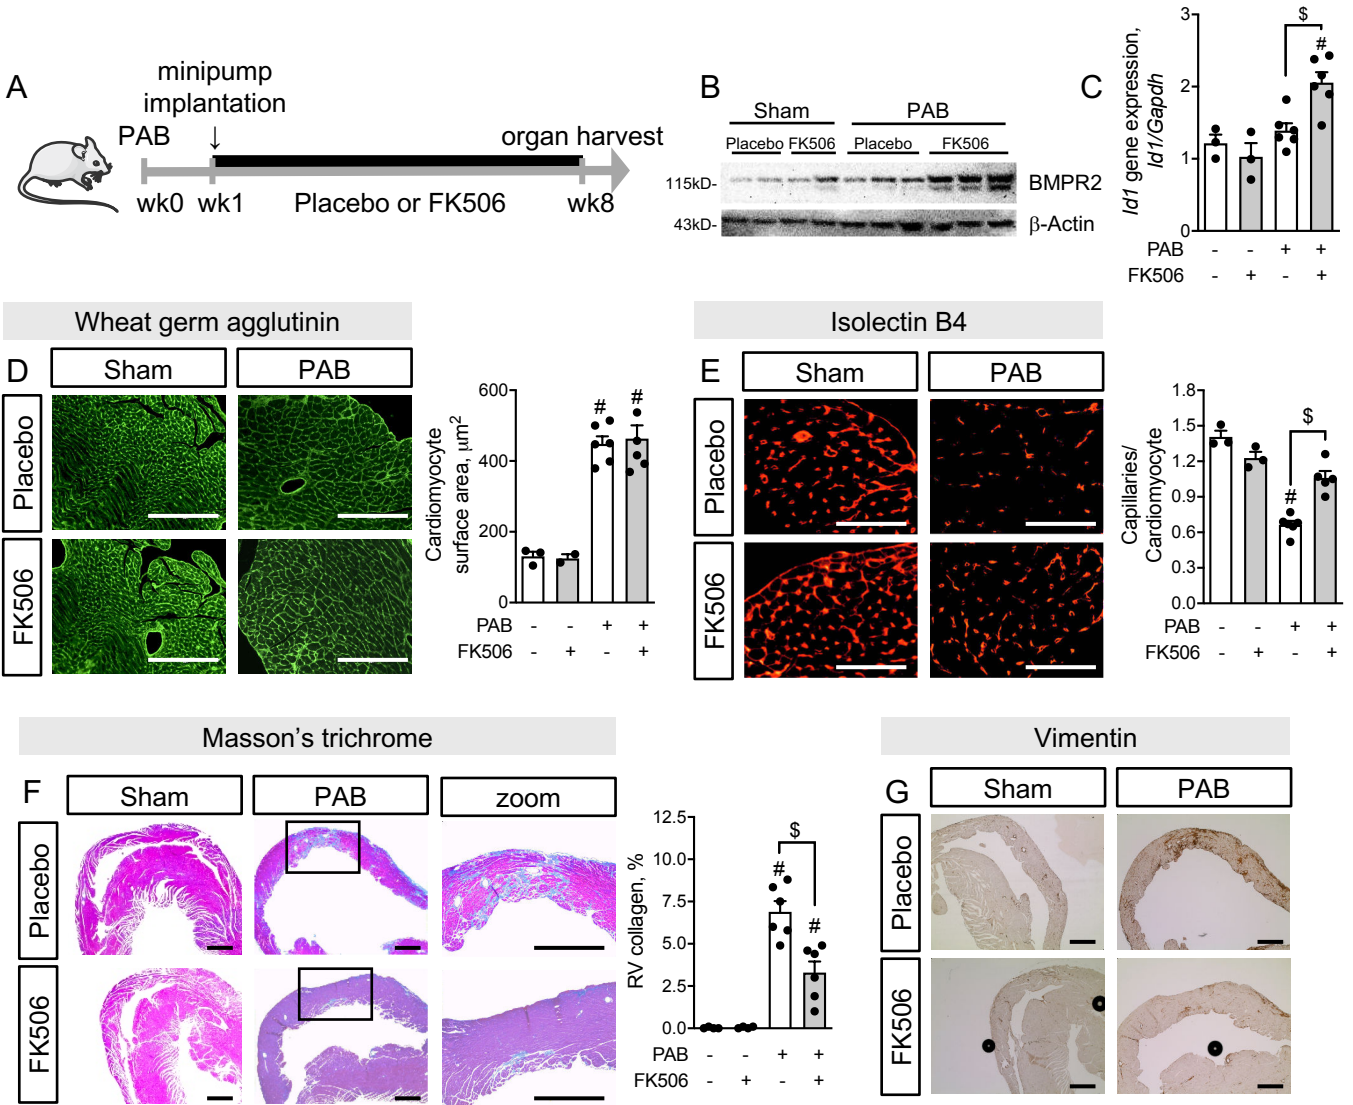 A
minipump
implantation
PAB
organ harvest
wk0
wk1
Placebo or FK506
wk8
B
Sham
PAB
Placebo
FK506
Placebo
FK506
115kD-
BMPR2
43kD-
β-Actin
C
Id1 gene expression,
Id1/Gapdh
3
2
1
0
$
#
PAB - - + +
FK506 - + - +
Wheat germ agglutinin
D
Sham
PAB
Placebo
FK506
Cardiomyocyte
surface area, μm2
600
400
200
0
# #
PAB - - + +
FK506 - + - +
Isolectin B4
E
Sham
PAB
Placebo
FK506
Capillaries/
Cardiomyocyte
1.8
1.5
1.2
0.9
0.6
0.3
0.0
$
#
PAB - - + +
FK506 - + - +
Masson's trichrome
F
Sham
PAB
zoom
Placebo
FK506
RV collagen, %
12.5
10.0
7.5
5.0
2.5
0.0
$
#
#
PAB - - + +
FK506 - + - +
Vimentin
G
Sham
PAB
Placebo
FK506